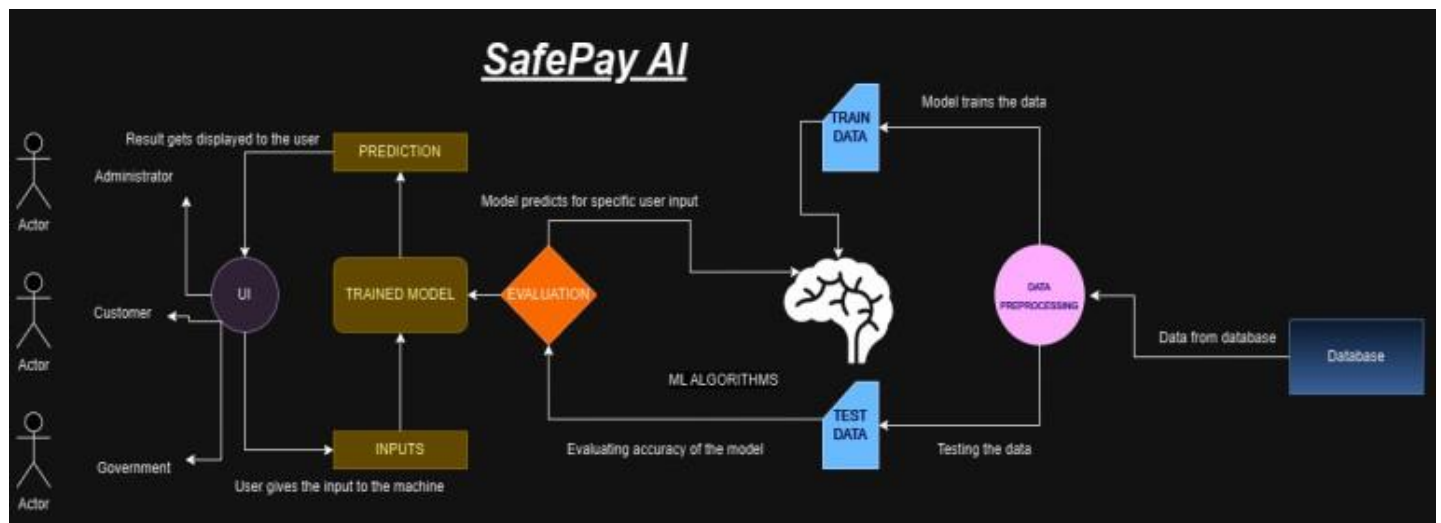 SafePay AI
Model trains the data
TRAIN
DATA
Result gets displayed to the user
PREDICTION
Administrator
Actor
Model predicts for specific user input
UI
TRAINED MODEL
EVALUATION
DATA
PREPROCESSING
Customer
Actor
Data from database
Database
ML ALGORITHMS
TEST
DATA
INPUTS
Evaluating accuracy of the model
Testing the data
Government
User gives the input to the machine
Actor